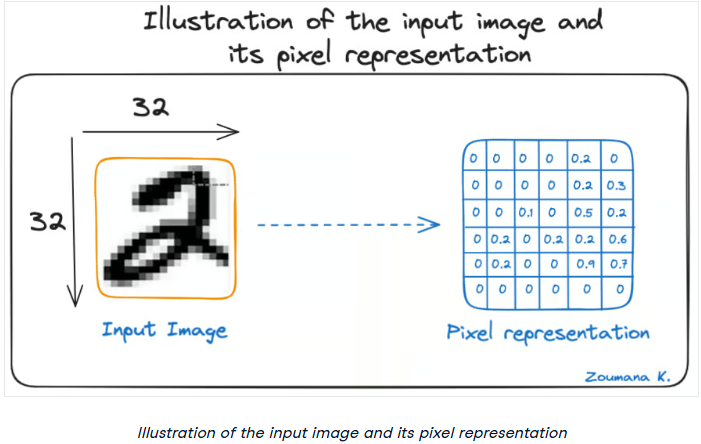 Illustration of the input image and
its pixel representation
32
32
Input Image
0 0 0 0 0.2 0
0 0 0 0 0.2 0.3
0 0 0.1 0 0.5 0.2
0 0.2 0 0.2 0.2 0.6
0 0.2 0 0 0.9 0.7
0 0 0 0 0 0
Pixel representation
Zoumana K.
Illustration of the input image and its pixel representation